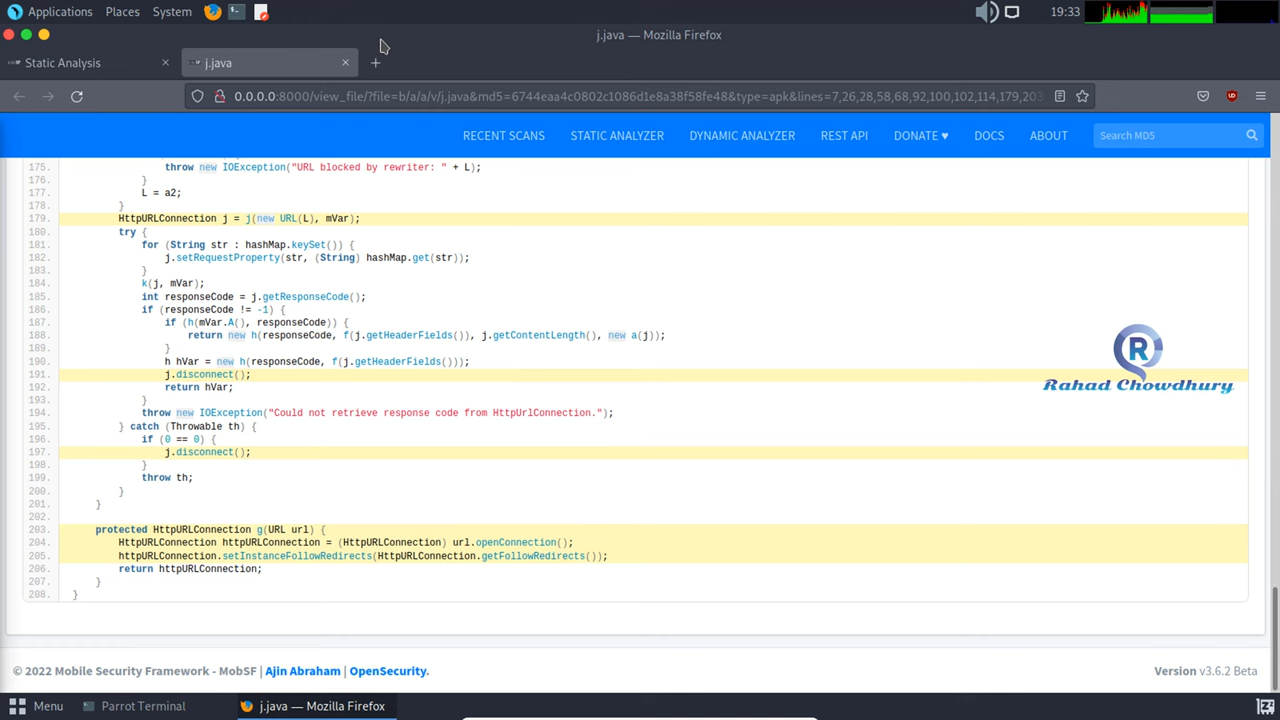 Applications Places System 19:33
j.java — Mozilla Firefox
Static Analysis j.java
0.0.0.0:8000/view_file/?file=b/a/a/v/j.java&md5=6744eaa4c0802c1086d1e8a38f58fe48&type=apk&lines=7,26,28,58,68,92,100,102,114,179,203
RECENT SCANS STATIC ANALYZER DYNAMIC ANALYZER REST API DONATE ♥ DOCS ABOUT Search MD5
175. throw new IOException("URL blocked by rewriter: " + L);
176. }
177. L = a2;
178. }
179. HttpURLConnection j = j(new URL(L), mVar);
180. try {
181. for (String str : hashMap.keySet()) {
182. j.setRequestProperty(str, (String) hashMap.get(str));
183. }
184. k(j, mVar);
185. int responseCode = j.getResponseCode();
186. if (responseCode != -1) {
187. if (h(mVar.A(), responseCode)) {
188. return new h(responseCode, f(j.getHeaderFields()), j.getContentLength(), new a(j));
189. }
190. h hVar = new h(responseCode, f(j.getHeaderFields()));
191. j.disconnect();
192. return hVar;
193. }
194. throw new IOException("Could not retrieve response code from HttpUrlConnection.");
195. } catch (Throwable th) {
196. if (0 == 0) {
197. j.disconnect();
198. }
199. throw th;
200. }
201. }
202.
203. protected HttpURLConnection g(URL url) {
204. HttpURLConnection httpURLConnection = (HttpURLConnection) url.openConnection();
205. httpURLConnection.setInstanceFollowRedirects(HttpURLConnection.getFollowRedirects());
206. return httpURLConnection;
207. }
208. }
R
Rahad Chowdhury
© 2022 Mobile Security Framework - MobSF | Ajin Abraham | OpenSecurity. Version v3.6.2 Beta
Menu Parrot Terminal j.java — Mozilla Firefox